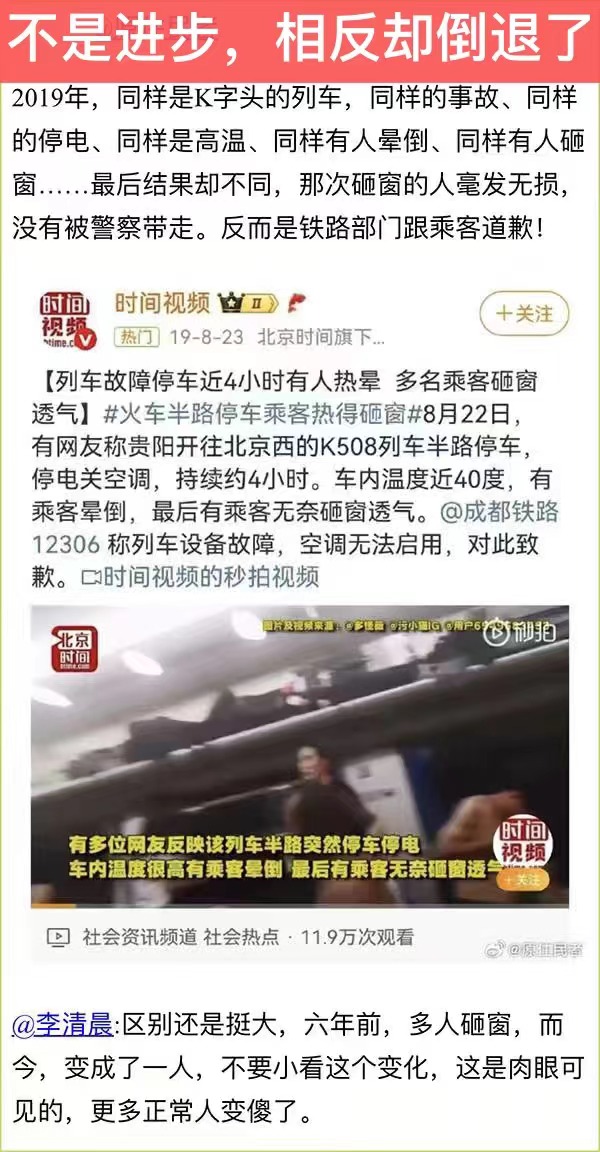 不是进步，相反却倒退了
2019年，同样是K字头的列车，同样的事故、同样
的停电、同样是高温、同样有人晕倒、同样有人砸
窗……最后结果却不同，那次砸窗的人毫发无损，
没有被警察带走。反而是铁路部门跟乘客道歉！
时间视频 II
时间
视频
btime.com
V
热门 19-8-23 北京时间旗下...
＋关注
【列车故障停车近4小时有人热晕 多名乘客砸窗
透气】#火车半路停车乘客热得砸窗#8月22日，
有网友称贵阳开往北京西的K508列车半路停车，
停电关空调，持续约4小时。车内温度近40度，有
乘客晕倒，最后有乘客无奈砸窗透气。@成都铁路
12306 称列车设备故障，空调无法启用，对此致
歉。时间视频的秒拍视频
北京
时间
btime.com
秒拍
有多位网友反映该列车半路突然停车停电
车内温度很高有乘客晕倒 最后有乘客无奈砸窗透气
时间
视频
＋关注
社会资讯频道 社会热点 · 11.9万次观看
@原狂民者
@李清晨:区别还是挺大，六年前，多人砸窗，而
今，变成了一人，不要小看这个变化，这是肉眼可
见的，更多正常人变傻了。